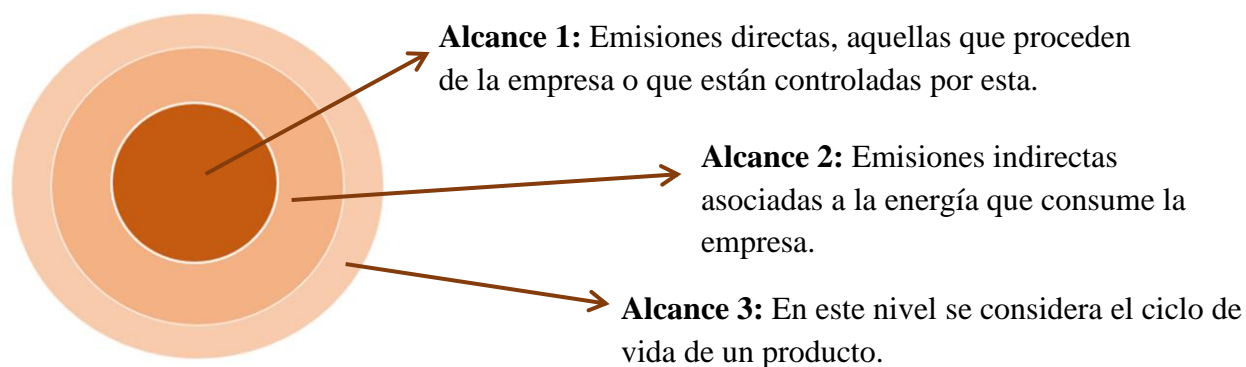 Alcance 1: Emisiones directas, aquellas que proceden
de la empresa o que están controladas por esta.
Alcance 2: Emisiones indirectas
asociadas a la energía que consume la
empresa.
Alcance 3: En este nivel se considera el ciclo de
vida de un producto.